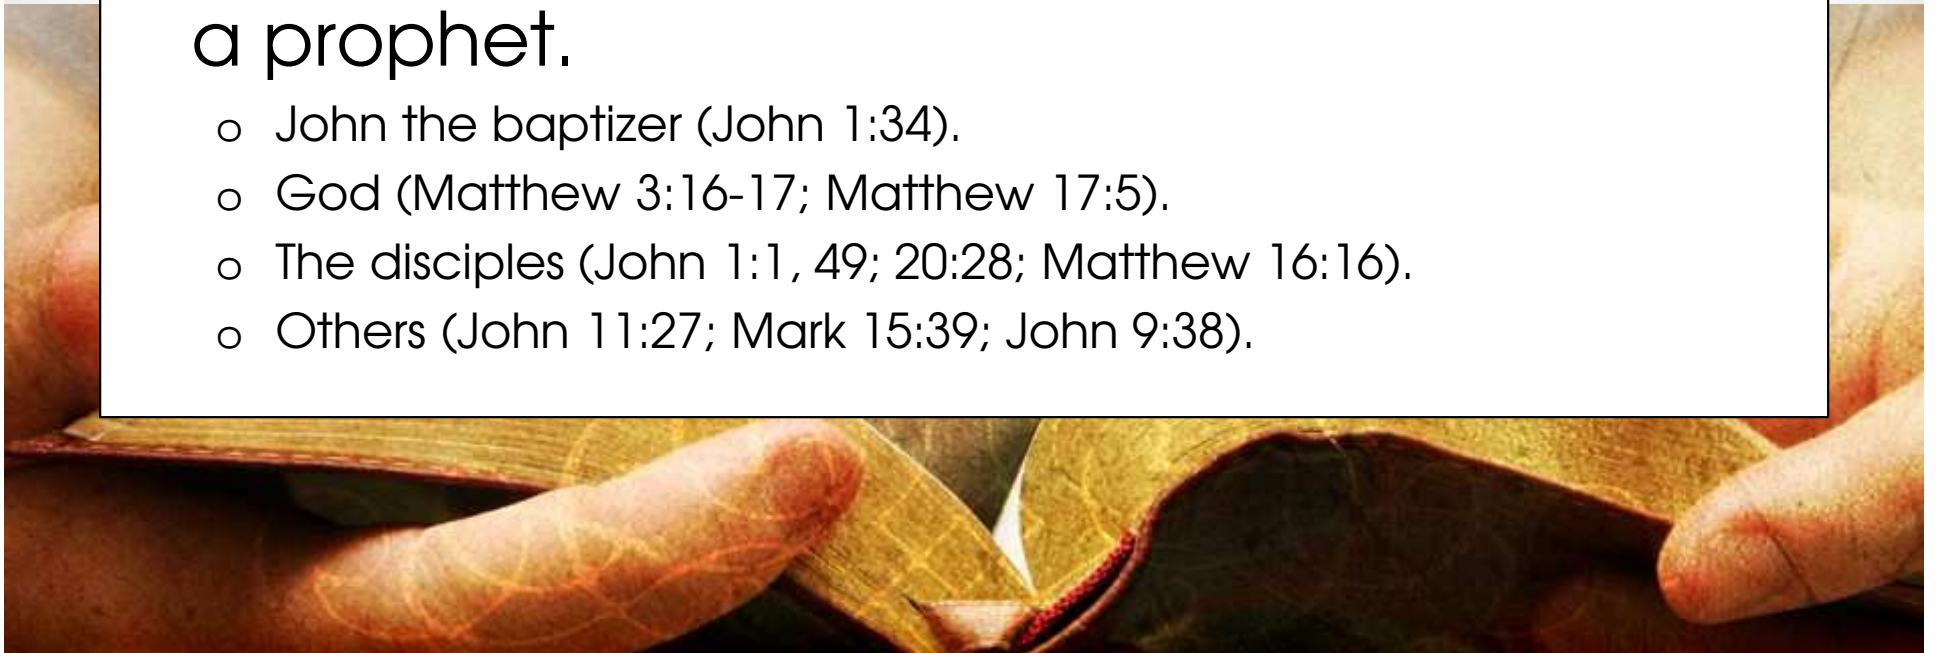 a prophet.
o John the baptizer (John 1:34).
o God (Matthew 3:16-17; Matthew 17:5).
o The disciples (John 1:1, 49; 20:28; Matthew 16:16).
o Others (John 11:27; Mark 15:39; John 9:38).